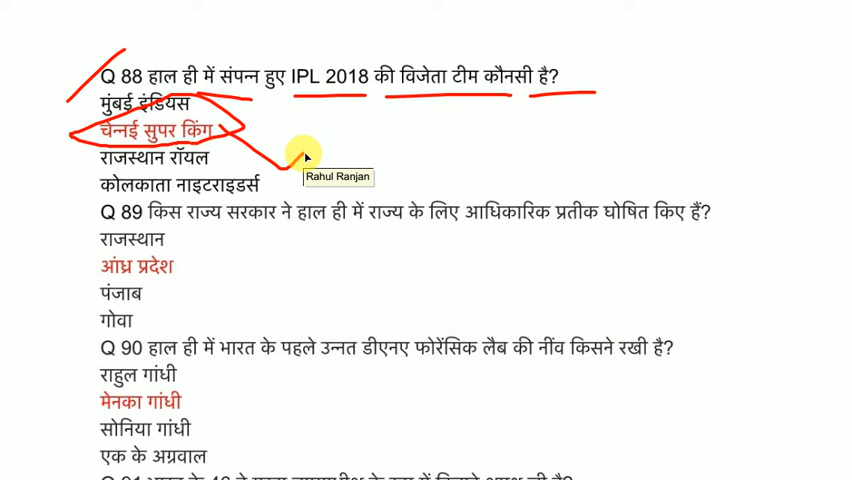 Q 88 हाल ही में संपन्न हुए IPL 2018 की विजेता टीम कौनसी है?
मुंबई इंडियस
चेन्नई सुपर किंग
राजस्थान रॉयल
Rahul Ranjan
कोलकाता नाइटराइडर्स
Q 89 किस राज्य सरकार ने हाल ही में राज्य के लिए आधिकारिक प्रतीक घोषित किए हैं?
राजस्थान
आंध्र प्रदेश
पंजाब
गोवा
Q 90 हाल ही में भारत के पहले उन्नत डीएनए फोरेंसिक लैब की नींव किसने रखी है?
राहुल गांधी
मेनका गांधी
सोनिया गांधी
एक के अग्रवाल